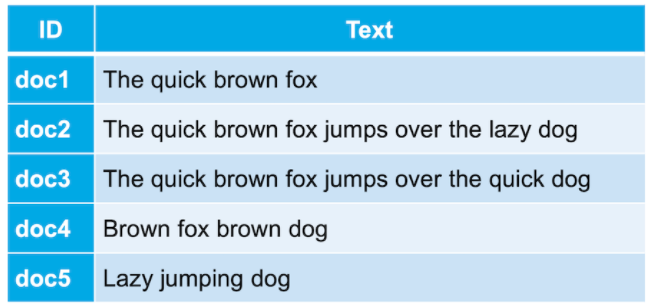 ID Text
doc1 The quick brown fox
doc2 The quick brown fox jumps over the lazy dog
doc3 The quick brown fox jumps over the quick dog
doc4 Brown fox brown dog
doc5 Lazy jumping dog